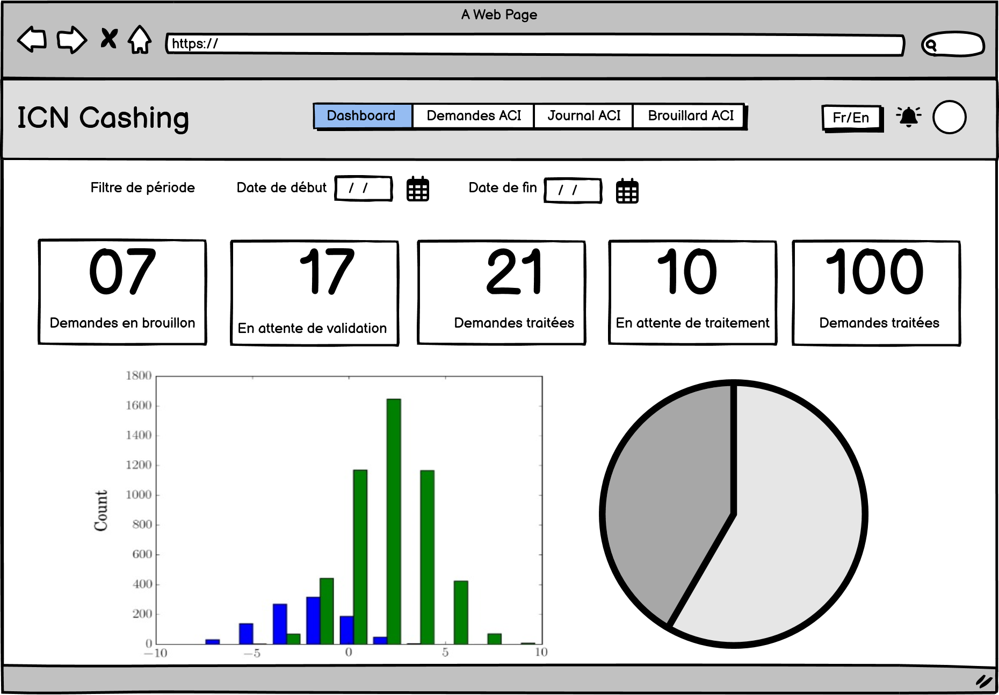 A Web Page
https://
ICN Cashing
Dashboard
Demandes ACI
Journal ACI
Brouillard ACI
Fr/En
Filtre de période
Date de début
/ /
Date de fin
/ /
07
Demandes en brouillon
17
En attente de validation
21
Demandes traitées
10
En attente de traitement
100
Demandes traitées
Count
1800
1600
1400
1200
1000
800
600
400
200
0
−10
−5
0
5
10